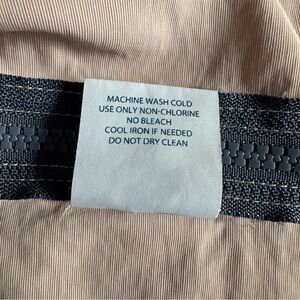 MACHINE WASH COLD
USE ONLY NON-CHLORINE
NO BLEACH
COOL IRON IF NEEDED
DO NOT DRY CLEAN